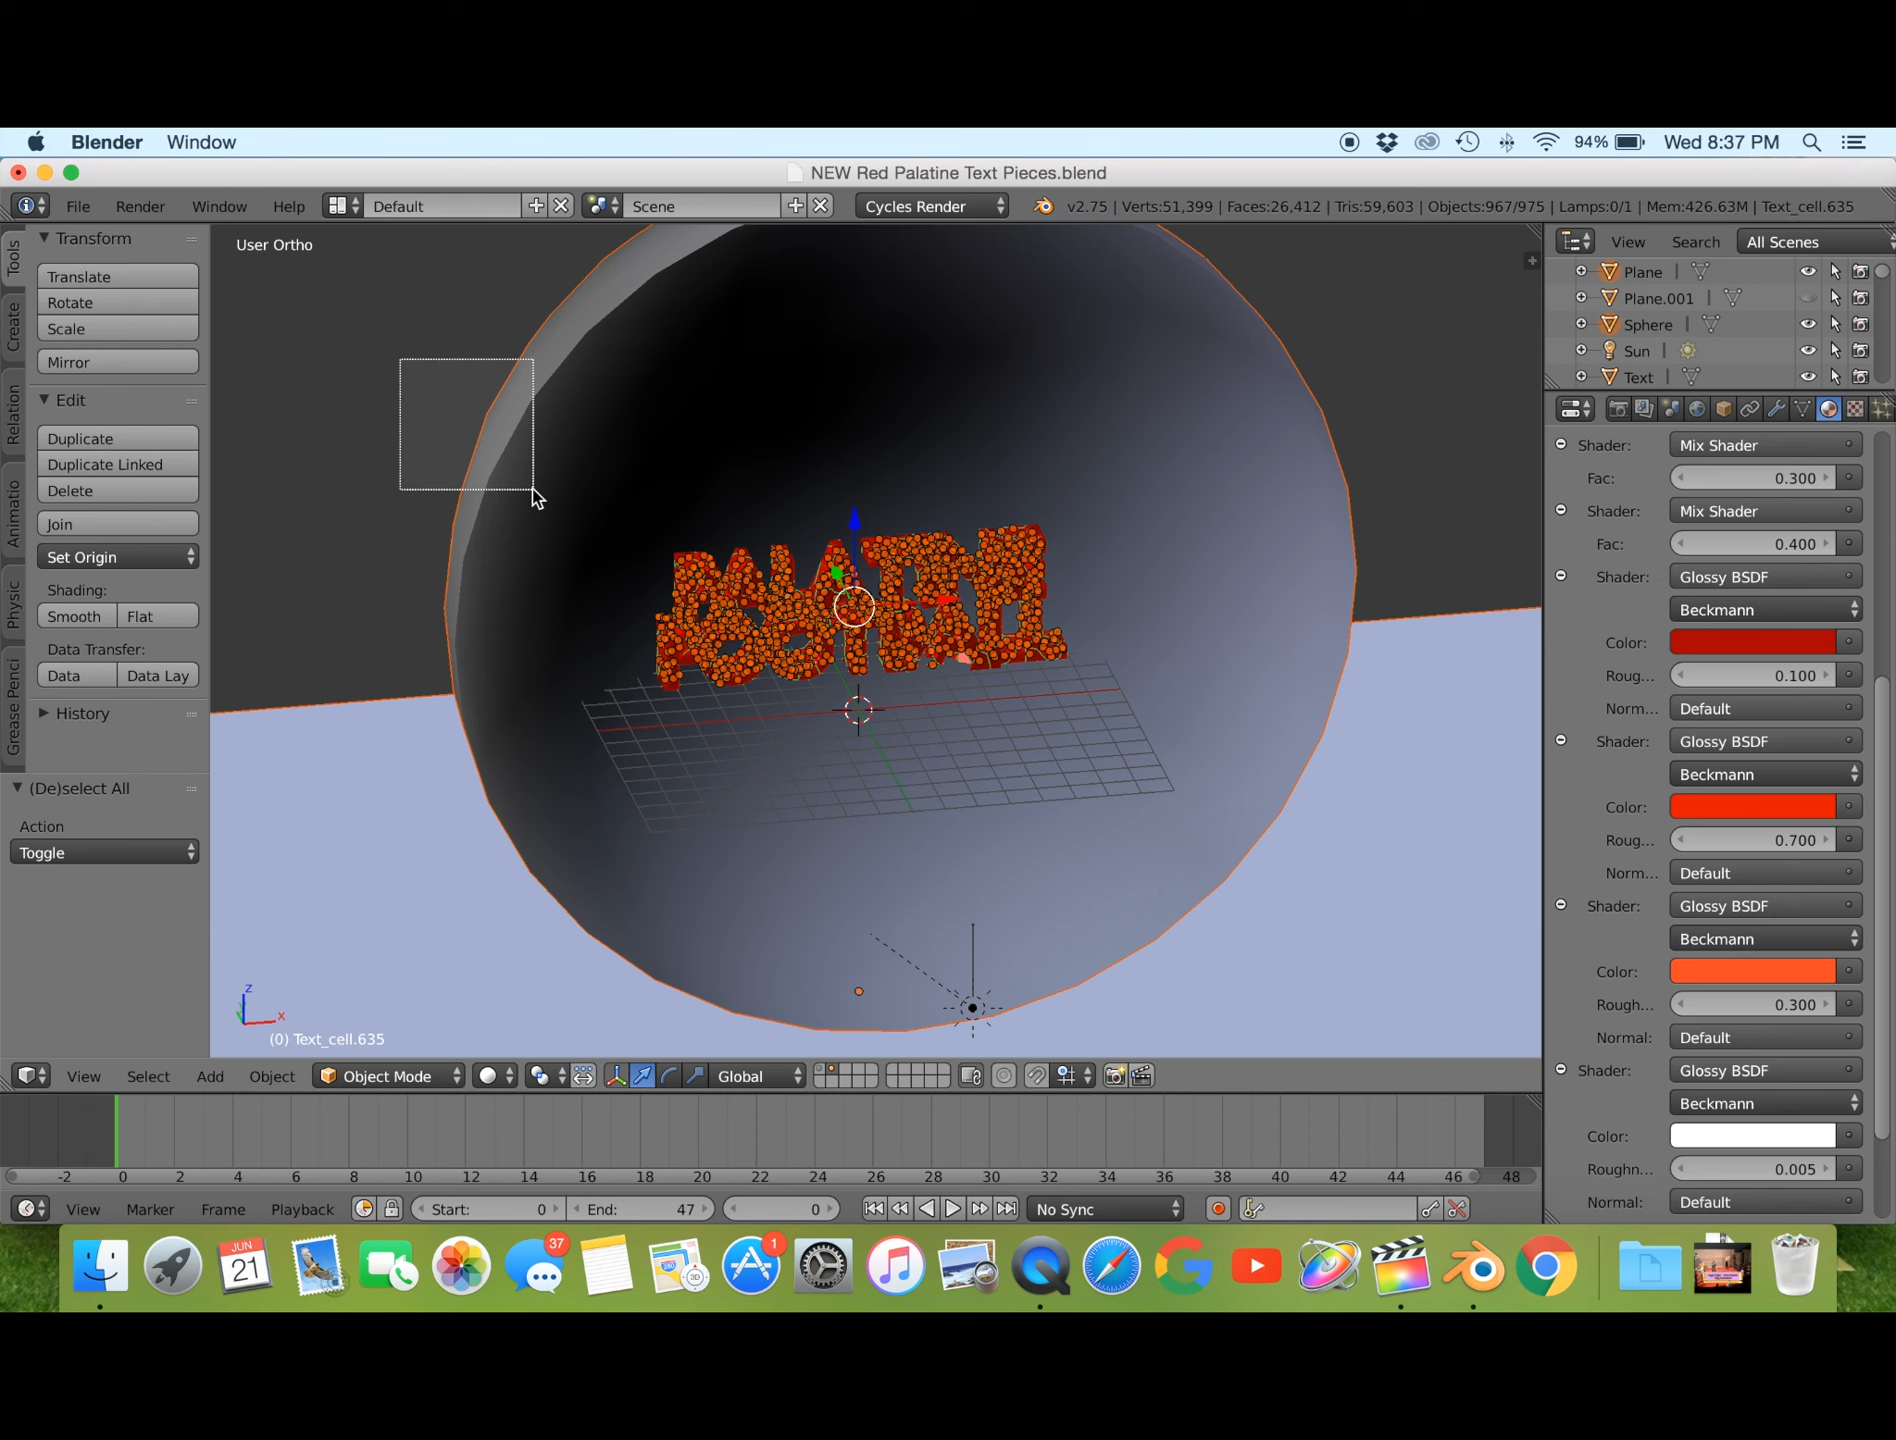 Blender Window 94% Wed 8:37 PM
NEW Red Palatine Text Pieces.blend
File Render Window Help Default Scene Cycles Render v2.75 | Verts:51,399 | Faces:26,412 | Tris:59,603 | Objects:967/975 | Lamps:0/1 | Mem:426.63M | Text_cell.635
Tools
Create
Relation
Animatio
Physic
Grease Penci
Transform
Translate
Rotate
Scale
Mirror
Edit
Duplicate
Duplicate Linked
Delete
Join
Set Origin
Shading:
Smooth Flat
Data Transfer:
Data Data Lay
History
(De)select All
Action
Toggle
User Ortho
PALATINE
FOOTBALL
z
x
(0) Text_cell.635
View Search All Scenes
Plane
Plane.001
Sphere
Sun
Text
Shader: Mix Shader
Fac: 0.300
Shader: Mix Shader
Fac: 0.400
Shader: Glossy BSDF
Beckmann
Color:
Roug... 0.100
Norm... Default
Shader: Glossy BSDF
Beckmann
Color:
Roug... 0.700
Norm... Default
Shader: Glossy BSDF
Beckmann
Color:
Rough... 0.300
Normal: Default
Shader: Glossy BSDF
Beckmann
Color:
Roughn... 0.005
Normal: Default
View Select Add Object Object Mode Global
-2 0 2 4 6 8 10 12 14 16 18 20 22 24 26 28 30 32 34 36 38 40 42 44 46 48
View Marker Frame Playback Start: 0 End: 47 0 No Sync
JUN
21
37
1